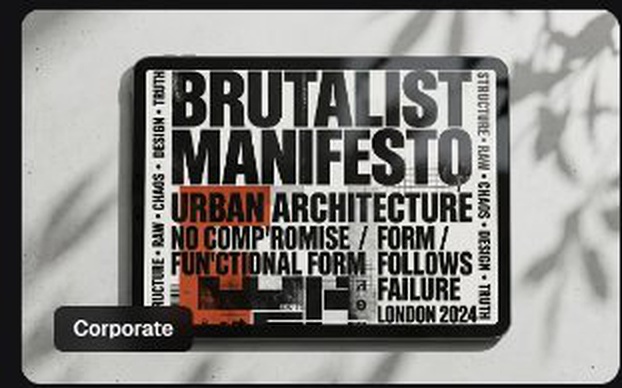 BRUTALIST
MANIFESTO
URBAN ARCHITECTURE
NO COMP'ROMISE / FORM /
FUN'CTIONAL FORM FOLLOWS
FAILURE
LONDON 2024
STRUCTURE • RAW • CHAOS • DESIGN • TRUTH
UCTURE • RAW • CHAOS • DESIGN • TRUTH
Corporate